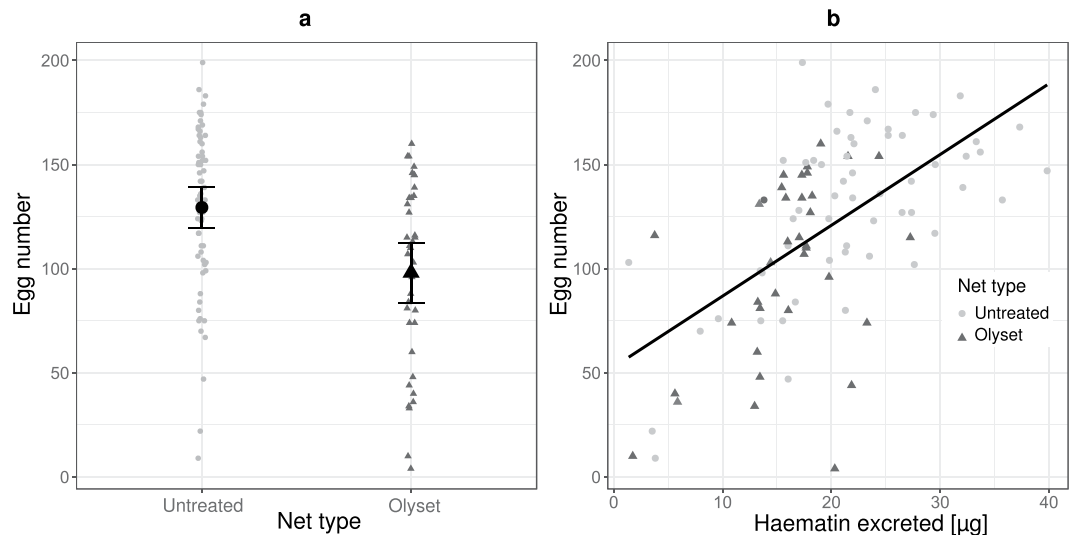 a
Egg number
200
150
100
50
0
Untreated
Olyset
Net type
b
Egg number
200
150
100
50
0
0
10
20
30
40
Haematin excreted [µg]
Net type
Untreated
Olyset